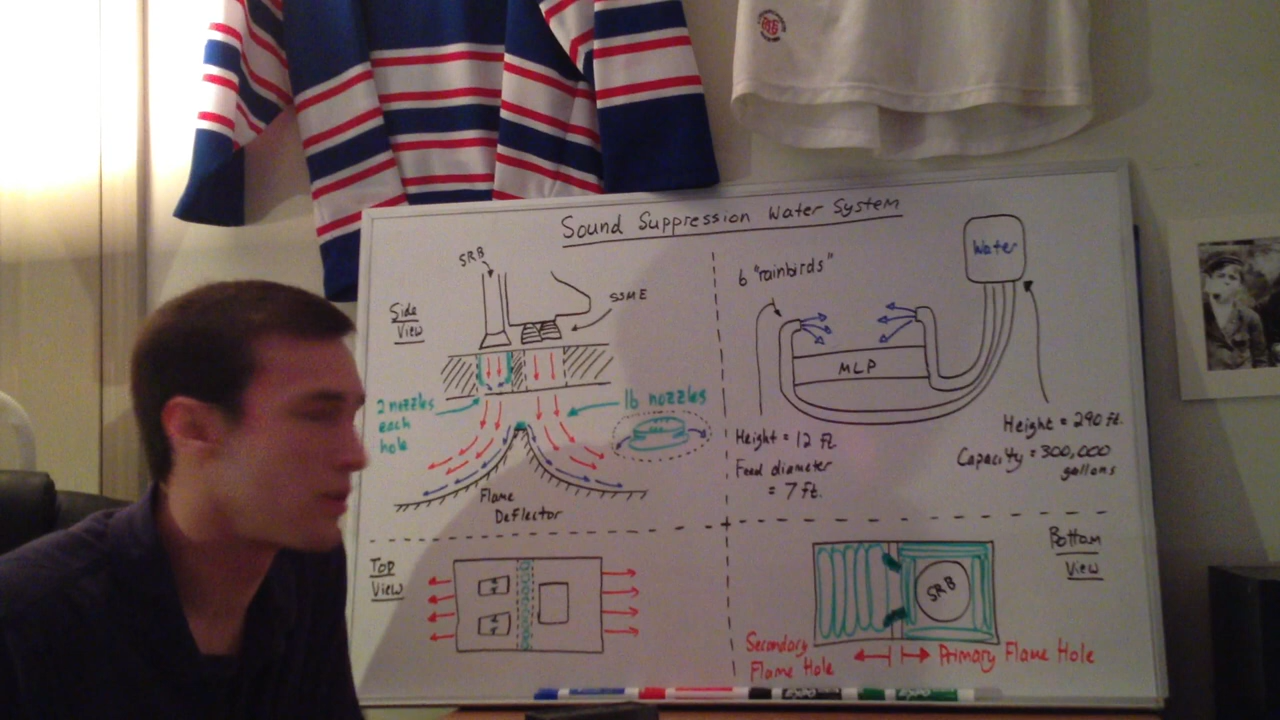 Sound Suppression Water System
SRB
SSME
Side
View
2 nozzles
each
hole
16 nozzles
Flame
Deflector
6 "rainbirds"
Water
MLP
Height = 12 ft.
Feed diameter
= 7 ft.
Height = 290 ft.
Capacity = 300,000
gallons
Top
View
Bottom
View
SRB
Secondary
Flame Hole
Primary Flame Hole